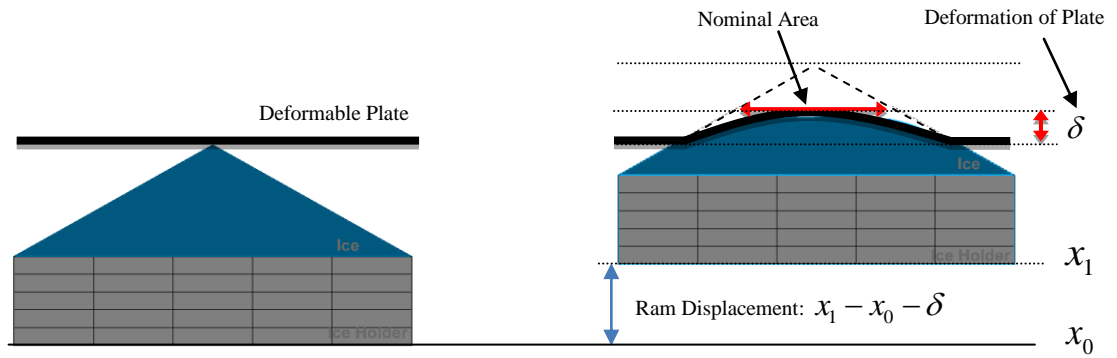 Nominal Area
Deformation of Plate
Deformable Plate
δ
Ice
Ice
Ice Holder
x₁
Ram Displacement: x₁ − x₀ − δ
Ice Holder
x₀